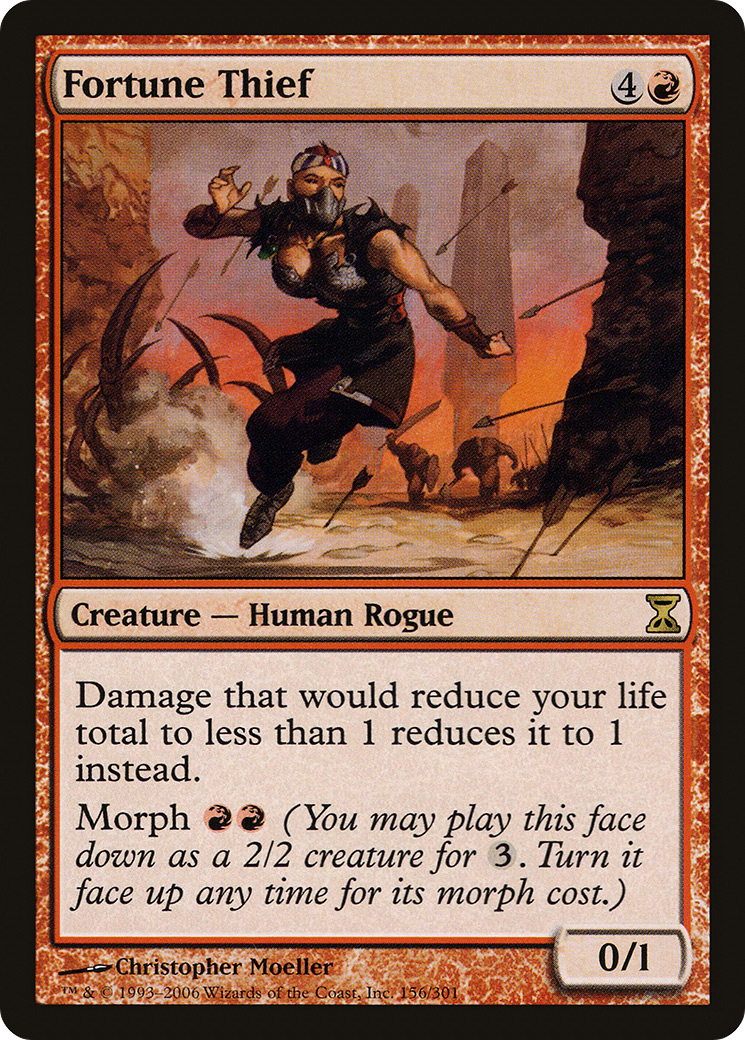 Fortune Thief 4
Creature — Human Rogue
Damage that would reduce your life
total to less than 1 reduces it to 1
instead.
Morph (You may play this face
down as a 2/2 creature for 3. Turn it
face up any time for its morph cost.)
0/1
Christopher Moeller
™ & © 1993–2006 Wizards of the Coast, Inc. 156/301